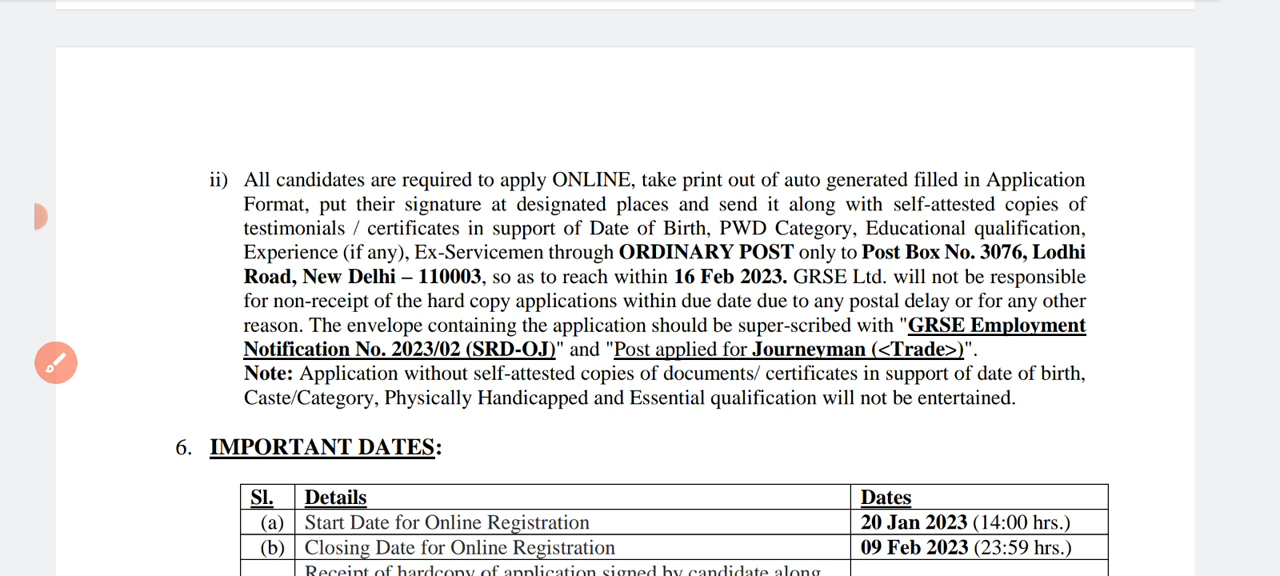 ii) All candidates are required to apply ONLINE, take print out of auto generated filled in Application
Format, put their signature at designated places and send it along with self-attested copies of
testimonials / certificates in support of Date of Birth, PWD Category, Educational qualification,
Experience (if any), Ex-Servicemen through ORDINARY POST only to Post Box No. 3076, Lodhi
Road, New Delhi – 110003, so as to reach within 16 Feb 2023. GRSE Ltd. will not be responsible
for non-receipt of the hard copy applications within due date due to any postal delay or for any other
reason. The envelope containing the application should be super-scribed with "GRSE Employment
Notification No. 2023/02 (SRD-OJ)" and "Post applied for Journeyman (<Trade>)".
Note: Application without self-attested copies of documents/ certificates in support of date of birth,
Caste/Category, Physically Handicapped and Essential qualification will not be entertained.
6. IMPORTANT DATES:
Sl. Details Dates
(a) Start Date for Online Registration 20 Jan 2023 (14:00 hrs.)
(b) Closing Date for Online Registration 09 Feb 2023 (23:59 hrs.)
Receipt of hardcopy of application signed by candidate along